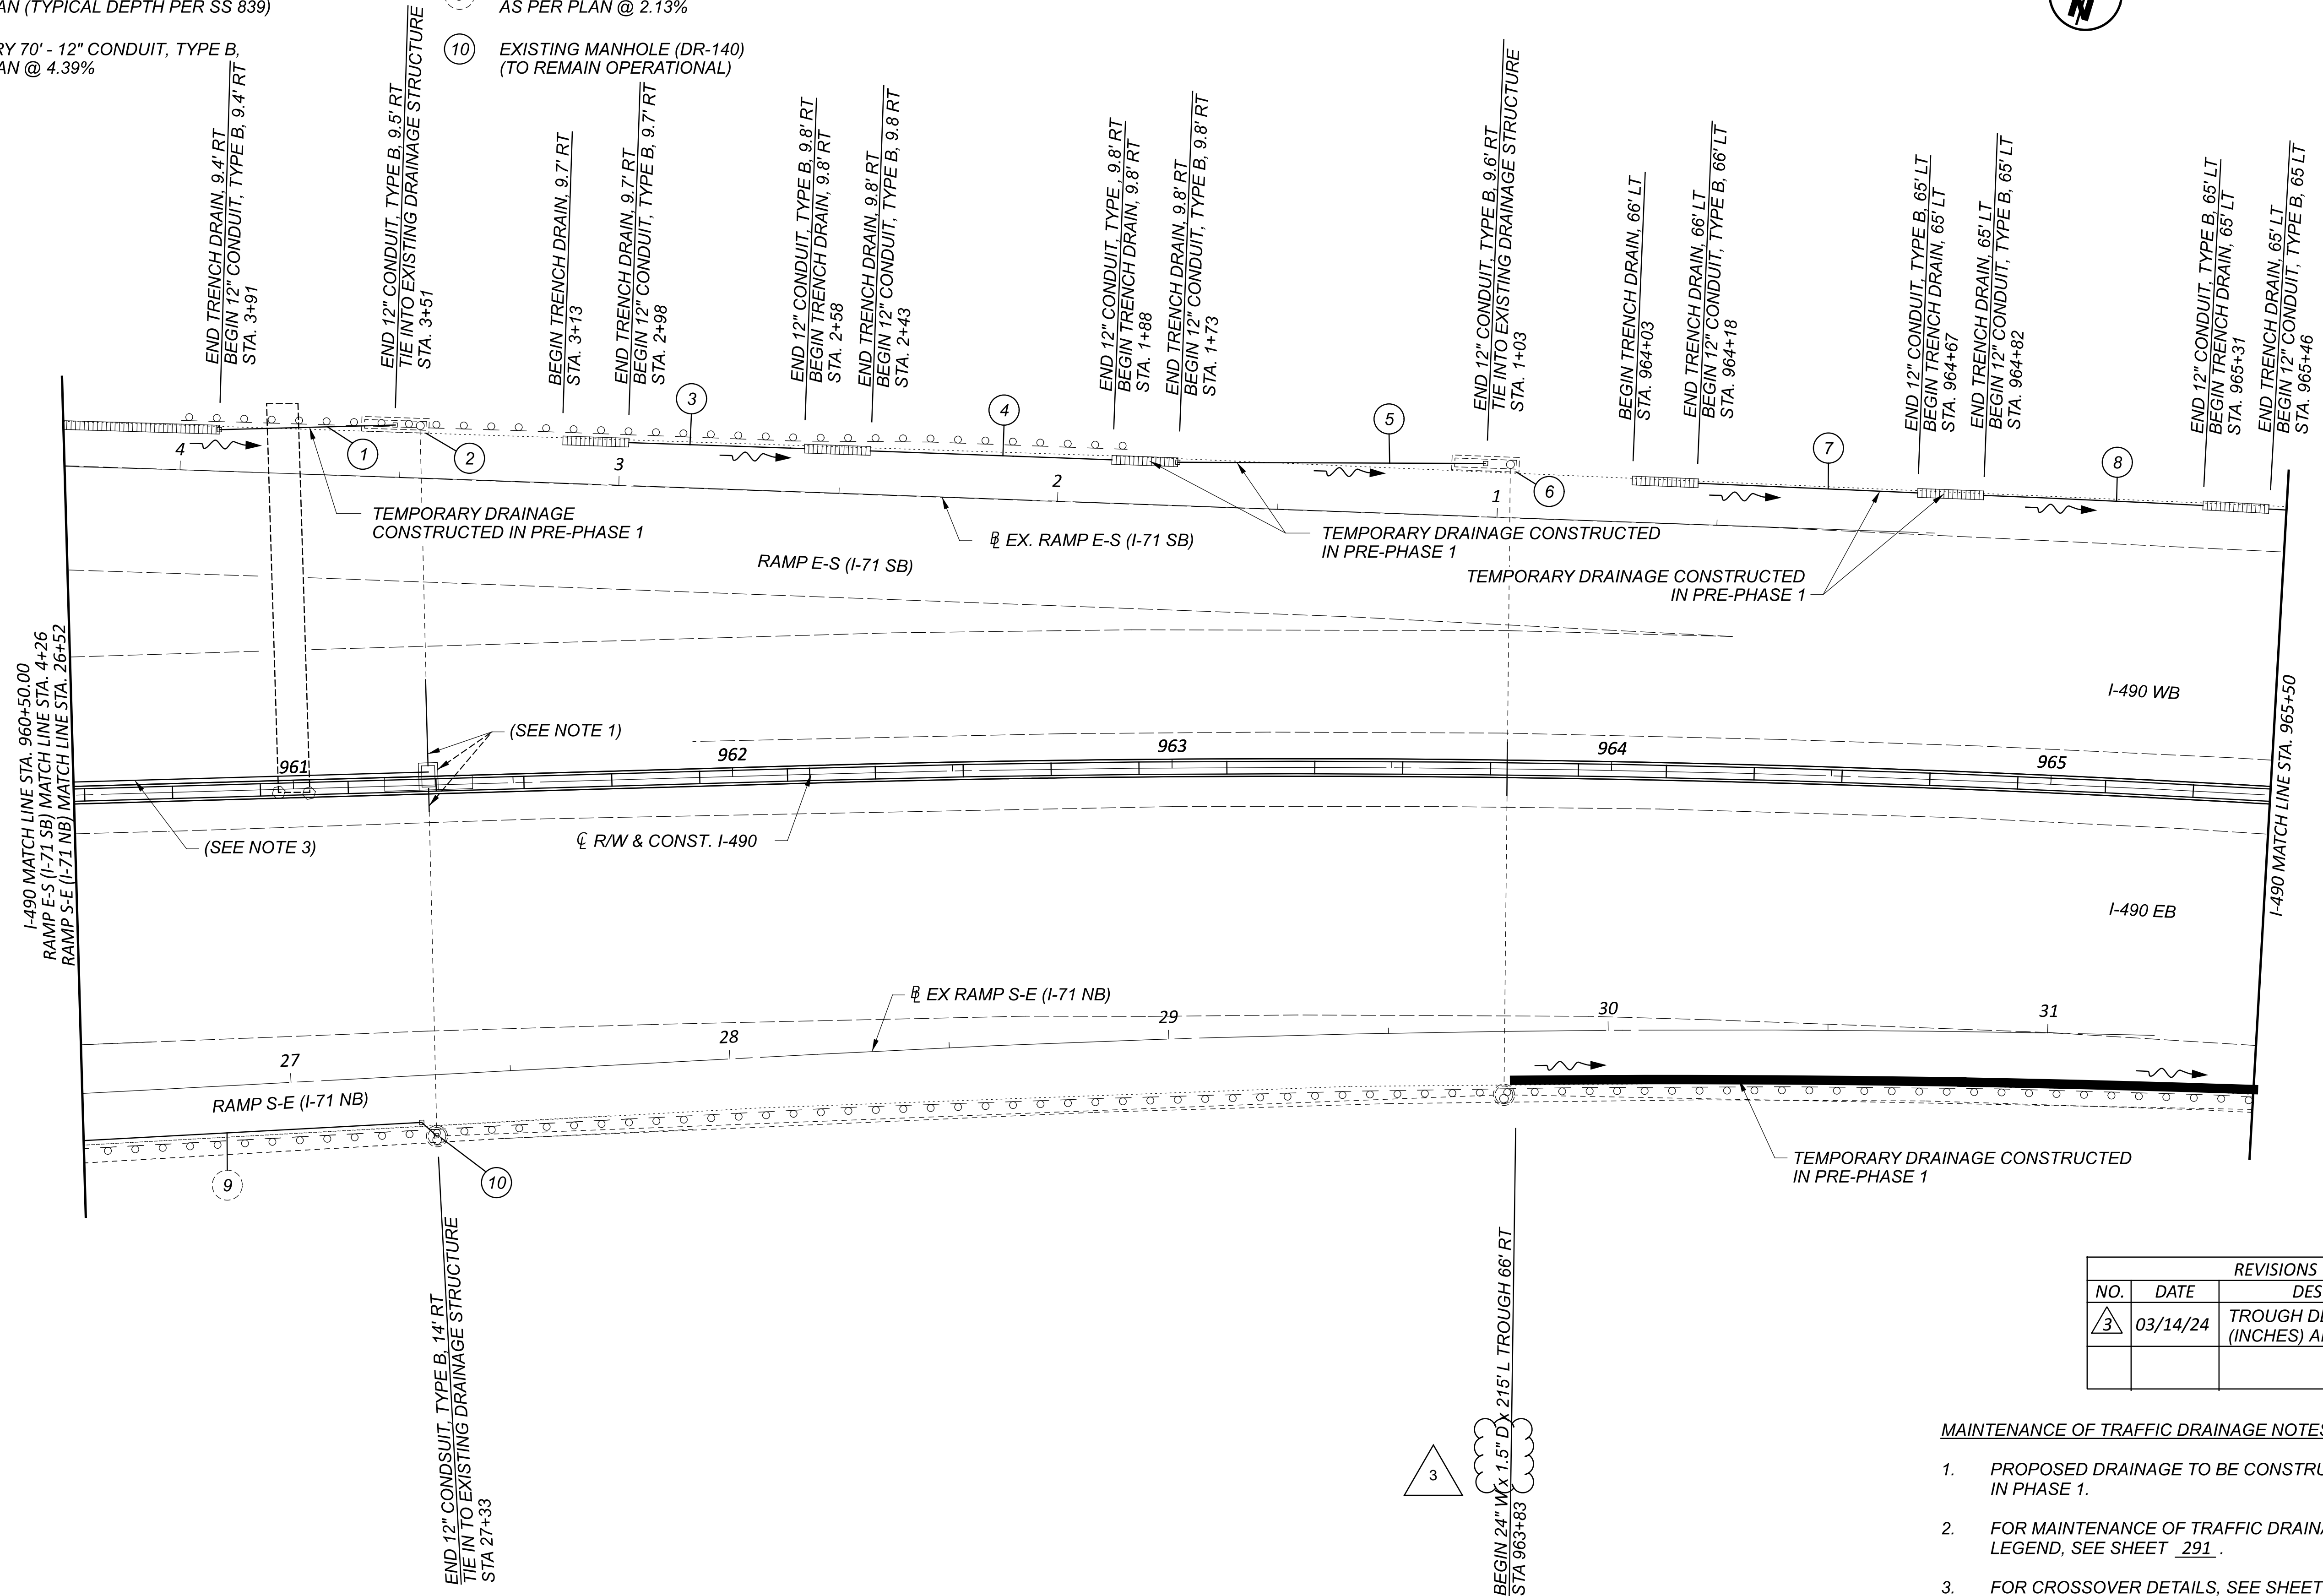 AN (TYPICAL DEPTH PER SS 839)
RY 70' - 12" CONDUIT, TYPE B,
AN @ 4.39%
AS PER PLAN @ 2.13%
10 EXISTING MANHOLE (DR-140)
(TO REMAIN OPERATIONAL)
N
END TRENCH DRAIN, 9.4' RT
BEGIN 12" CONDUIT, TYPE B, 9.4' RT
STA. 3+91
END 12" CONDUIT, TYPE B, 9.5' RT
TIE INTO EXISTING DRAINAGE STRUCTURE
STA. 3+51
BEGIN TRENCH DRAIN, 9.7' RT
STA. 3+13
END TRENCH DRAIN, 9.7' RT
BEGIN 12" CONDUIT, TYPE B, 9.7' RT
STA. 2+98
END 12" CONDUIT, TYPE B, 9.8' RT
BEGIN TRENCH DRAIN, 9.8' RT
STA. 2+58
END TRENCH DRAIN, 9.8' RT
BEGIN 12" CONDUIT, TYPE B, 9.8 RT
STA. 2+43
END 12" CONDUIT, TYPE , 9.8' RT
BEGIN TRENCH DRAIN, 9.8' RT
STA. 1+88
END TRENCH DRAIN, 9.8' RT
BEGIN 12" CONDUIT, TYPE B, 9.8' RT
STA. 1+73
END 12" CONDUIT, TYPE B, 9.6' RT
TIE INTO EXISTING DRAINAGE STRUCTURE
STA. 1+03
BEGIN TRENCH DRAIN, 66' LT
STA. 964+03
END TRENCH DRAIN, 66' LT
BEGIN 12" CONDUIT, TYPE B, 66' LT
STA. 964+18
END 12" CONDUIT, TYPE B, 65' LT
BEGIN TRENCH DRAIN, 65' LT
STA. 964+67
END TRENCH DRAIN, 65' LT
BEGIN 12" CONDUIT, TYPE B, 65' LT
STA. 964+82
END 12" CONDUIT, TYPE B, 65' LT
BEGIN TRENCH DRAIN, 65' LT
STA. 965+31
END TRENCH DRAIN, 65' LT
BEGIN 12" CONDUIT, TYPE B, 65 LT
STA. 965+46
1
2
3
4
5
6
7
8
4
3
2
1
TEMPORARY DRAINAGE
CONSTRUCTED IN PRE-PHASE 1
℄ EX. RAMP E-S (I-71 SB)
RAMP E-S (I-71 SB)
TEMPORARY DRAINAGE CONSTRUCTED
IN PRE-PHASE 1
TEMPORARY DRAINAGE CONSTRUCTED
IN PRE-PHASE 1
I-490 MATCH LINE STA. 960+50.00
RAMP E-S (I-71 SB) MATCH LINE STA. 4+26
RAMP S-E (I-71 NB) MATCH LINE STA. 26+52
I-490 WB
I-490 MATCH LINE STA. 965+50
(SEE NOTE 1)
961
962
963
964
965
(SEE NOTE 3)
℄ R/W & CONST. I-490
I-490 EB
℄ EX RAMP S-E (I-71 NB)
27
28
29
30
31
RAMP S-E (I-71 NB)
9
10
TEMPORARY DRAINAGE CONSTRUCTED
IN PRE-PHASE 1
END 12" CONDSUIT, TYPE B, 14' RT
TIE IN TO EXISTING DRAINAGE STRUCTURE
STA 27+33
BEGIN 24" W x 1.5" D x 215' L TROUGH 66' RT
STA 963+83
3
REVISIONS
NO. DATE DES
3 03/14/24 TROUGH DE
(INCHES) A
MAINTENANCE OF TRAFFIC DRAINAGE NOTES
1. PROPOSED DRAINAGE TO BE CONSTRU
IN PHASE 1.
2. FOR MAINTENANCE OF TRAFFIC DRAINA
LEGEND, SEE SHEET 291 .
3. FOR CROSSOVER DETAILS, SEE SHEET